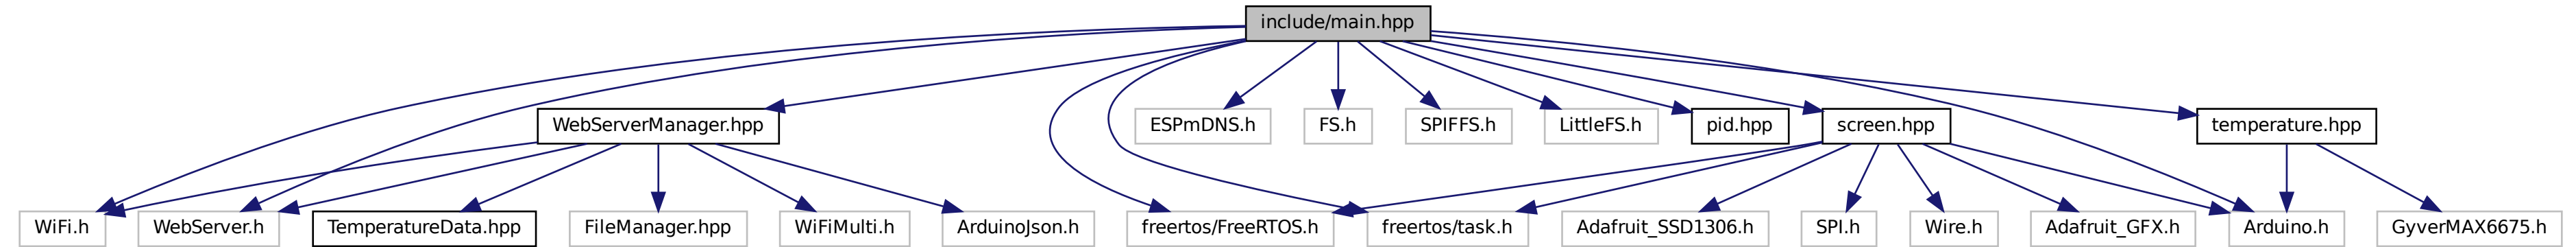 include/main.hpp
WebServerManager.hpp
ESPmDNS.h
FS.h
SPIFFS.h
LittleFS.h
pid.hpp
screen.hpp
temperature.hpp
WiFi.h
WebServer.h
TemperatureData.hpp
FileManager.hpp
WiFiMulti.h
ArduinoJson.h
freertos/FreeRTOS.h
freertos/task.h
Adafruit_SSD1306.h
SPI.h
Wire.h
Adafruit_GFX.h
Arduino.h
GyverMAX6675.h